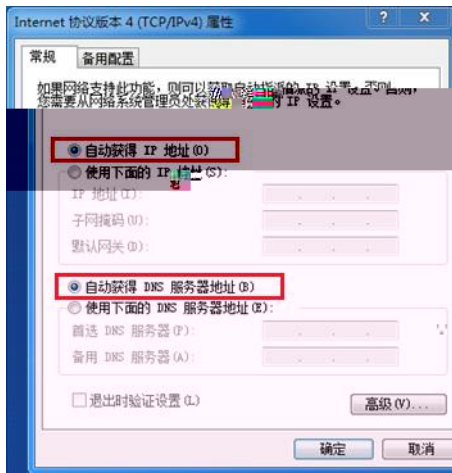 Internet 协议版本 4 (TCP/IPv4) 属性
常规 备用配置
如果网络支持此功能，则可以获取自动指派的 IP 设置。否则，
您需要从网络系统管理员处获得 IP 设置。
自动获得 IP 地址(O)
使用下面的 IP 地址(S):
IP 地址(I):
子网掩码(U):
默认网关(D):
自动获得 DNS 服务器地址(B)
使用下面的 DNS 服务器地址(E):
首选 DNS 服务器(P):
备用 DNS 服务器(A):
退出时验证设置(L)
高级(V)...
确定 取消